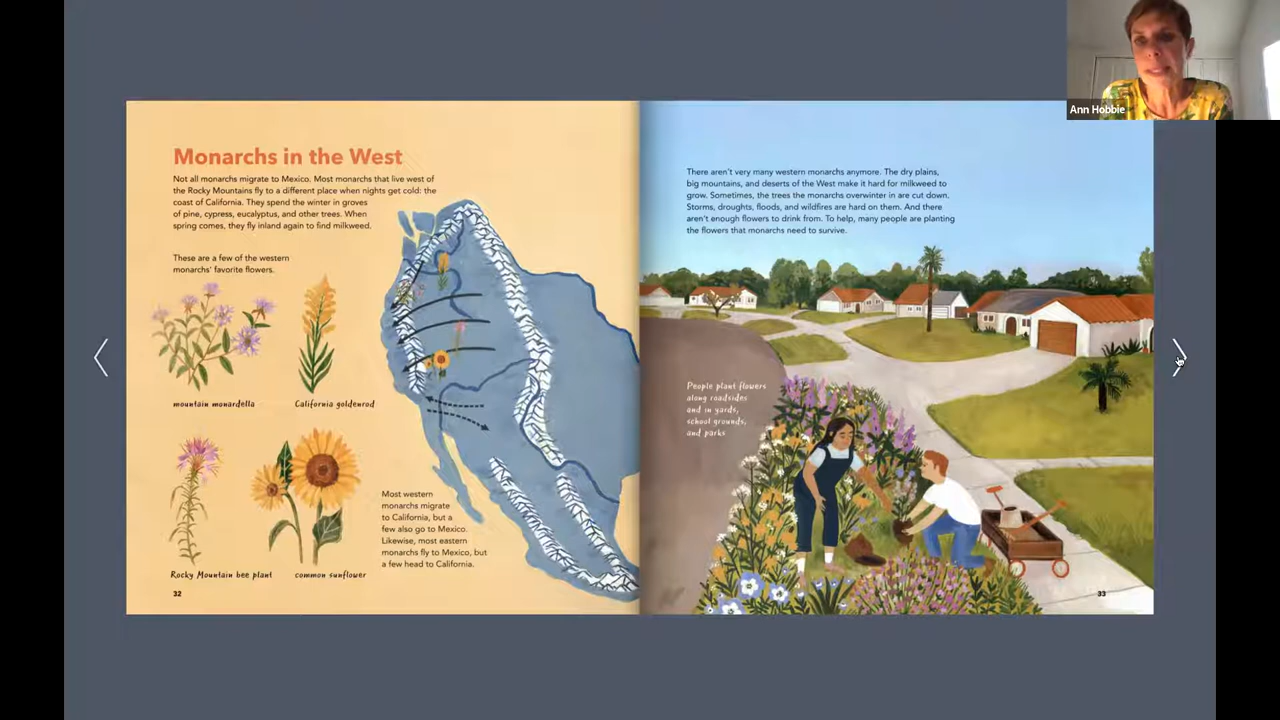 Ann Hobbie
Monarchs in the West
Not all monarchs migrate to Mexico. Most monarchs that live west of
the Rocky Mountains fly to a different place when nights get cold: the
coast of California. They spend the winter in groves
of pine, cypress, eucalyptus, and other trees. When
spring comes, they fly inland again to find milkweed.
These are a few of the western
monarchs' favorite flowers.
mountain monardella
California goldenrod
Rocky Mountain bee plant
common sunflower
Most western
monarchs migrate
to California, but a
few also go to Mexico.
Likewise, most eastern
monarchs fly to Mexico, but
a few head to California.
32
There aren't very many western monarchs anymore. The dry plains,
big mountains, and deserts of the West make it hard for milkweed to
grow. Sometimes, the trees the monarchs overwinter in are cut down.
Storms, droughts, floods, and wildfires are hard on them. And there
aren't enough flowers to drink from. To help, many people are planting
the flowers that monarchs need to survive.
People plant flowers
along roadsides
and in yards,
school grounds,
and parks
33